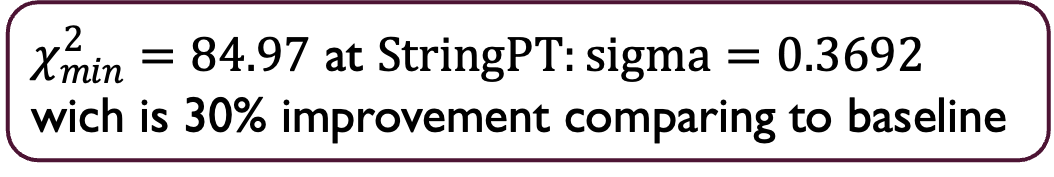 χ²min = 84.97 at StringPT: sigma = 0.3692
wich is 30% improvement comparing to baseline